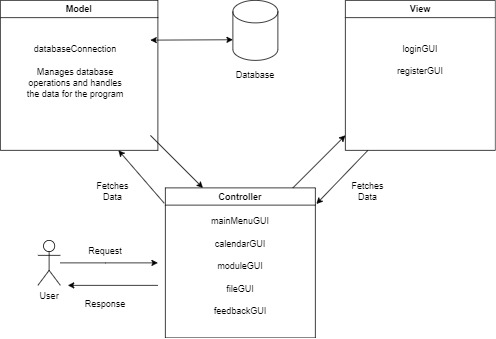 Model
databaseConnection
Manages database
operations and handles
the data for the program
Database
View
loginGUI
registerGUI
Fetches
Data
Fetches
Data
Controller
mainMenuGUI
calendarGUI
moduleGUI
fileGUI
feedbackGUI
Request
User
Response